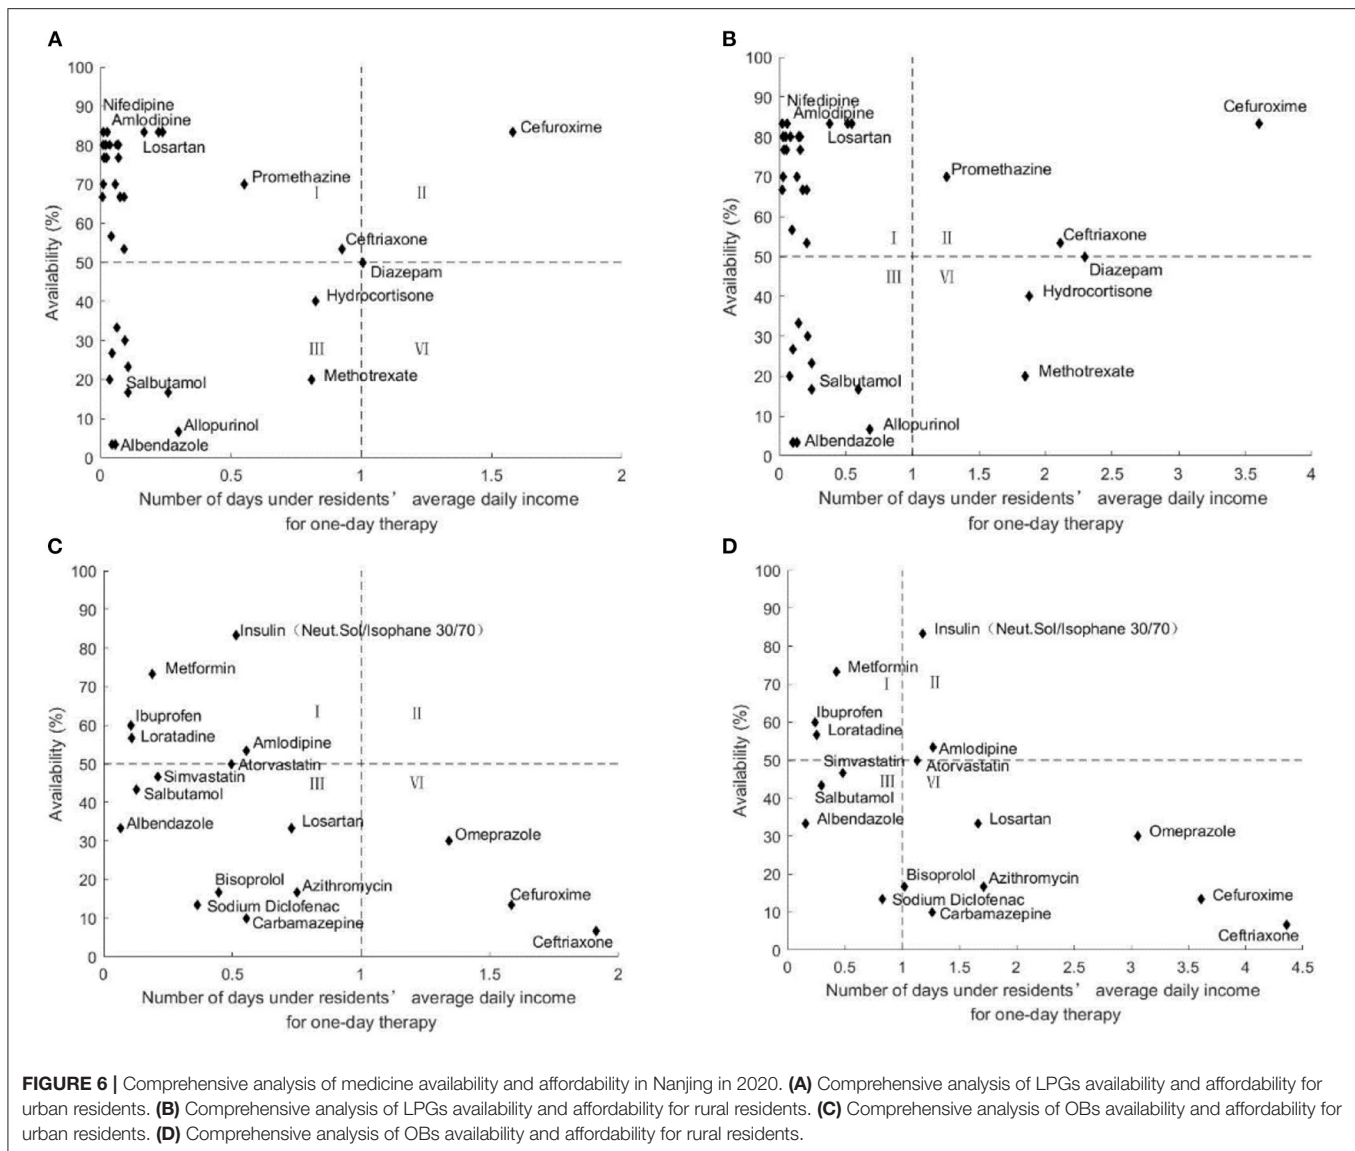 A
100
90
80
70
60
50
40
30
20
10
0
Availability (%)
Nifedipine
Amlodipine
Losartan
Cefuroxime
Promethazine
I
II
Ceftriaxone
Diazepam
Hydrocortisone
III
VI
Salbutamol
Methotrexate
Allopurinol
Albendazole
0
0.5
1
1.5
2
Number of days under residents’ average daily income
for one-day therapy
B
100
90
80
70
60
50
40
30
20
10
0
Availability (%)
Nifedipine
Amlodipine
Losartan
Cefuroxime
Promethazine
I
II
Ceftriaxone
Diazepam
III
VI
Hydrocortisone
Salbutamol
Methotrexate
Allopurinol
Albendazole
0
0.5
1
1.5
2
2.5
3
3.5
4
Number of days under residents’ average daily income
for one-day therapy
C
100
90
80
70
60
50
40
30
20
10
0
Availability (%)
Insulin（Neut.Sol/Isophane 30/70）
Metformin
Ibuprofen
I
II
Loratadine
Amlodipine
Atorvastatin
Simvastatin
III
VI
Salbutamol
Albendazole
Losartan
Omeprazole
Bisoprolol
Azithromycin
Sodium Diclofenac
Cefuroxime
Carbamazepine
Ceftriaxone
0
0.5
1
1.5
2
Number of days under residents’ average daily income
for one-day therapy
D
100
90
80
70
60
50
40
30
20
10
0
Availability (%)
Insulin（Neut.Sol/Isophane 30/70）
Metformin
I
II
Ibuprofen
Loratadine
Amlodipine
Simvastatin
Atorvastatin
III
VI
Salbutamol
Albendazole
Losartan
Omeprazole
Bisoprolol
Azithromycin
Sodium Diclofenac
Cefuroxime
Carbamazepine
Ceftriaxone
0
0.5
1
1.5
2
2.5
3
3.5
4
4.5
Number of days under residents’ average daily income
for one-day therapy
FIGURE 6 | Comprehensive analysis of medicine availability and affordability in Nanjing in 2020. (A) Comprehensive analysis of LPGs availability and affordability for
urban residents. (B) Comprehensive analysis of LPGs availability and affordability for rural residents. (C) Comprehensive analysis of OBs availability and affordability for
urban residents. (D) Comprehensive analysis of OBs availability and affordability for rural residents.